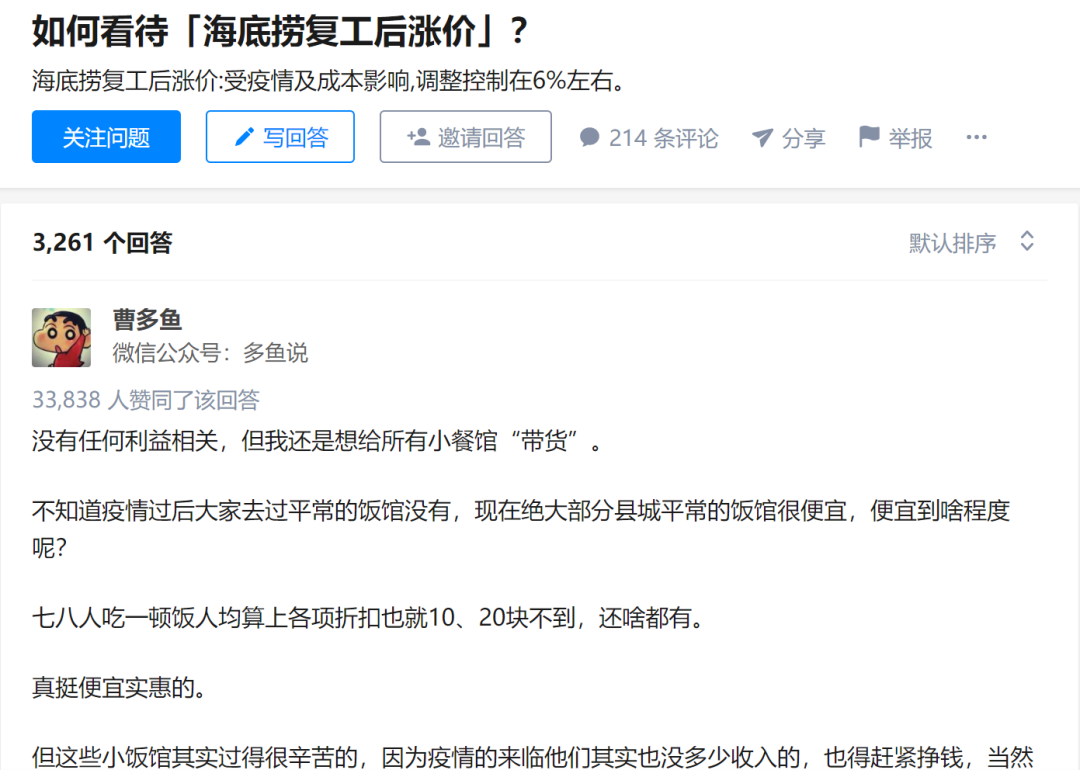 如何看待「海底捞复工后涨价」？
海底捞复工后涨价:受疫情及成本影响,调整控制在6%左右。
关注问题 写回答 邀请回答 214 条评论 分享 举报 ···
3,261 个回答 默认排序
曹多鱼
微信公众号：多鱼说
33,838 人赞同了该回答
没有任何利益相关，但我还是想给所有小餐馆“带货”。
不知道疫情过后大家去过平常的饭馆没有，现在绝大部分县城平常的饭馆很便宜，便宜到啥程度
呢？
七八人吃一顿饭人均算上各项折扣也就10、20块不到，还啥都有。
真挺便宜实惠的。
但这些小饭馆其实过得很辛苦的，因为疫情的来临他们其实也没多少收入的，也得赶紧挣钱，当然